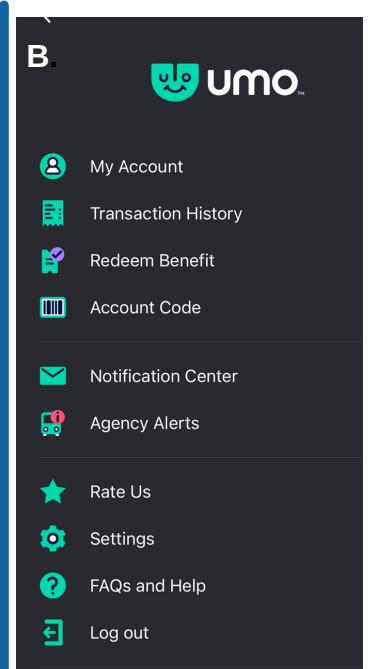 B.
umo™
My Account
Transaction History
Redeem Benefit
Account Code
Notification Center
Agency Alerts
Rate Us
Settings
FAQs and Help
Log out